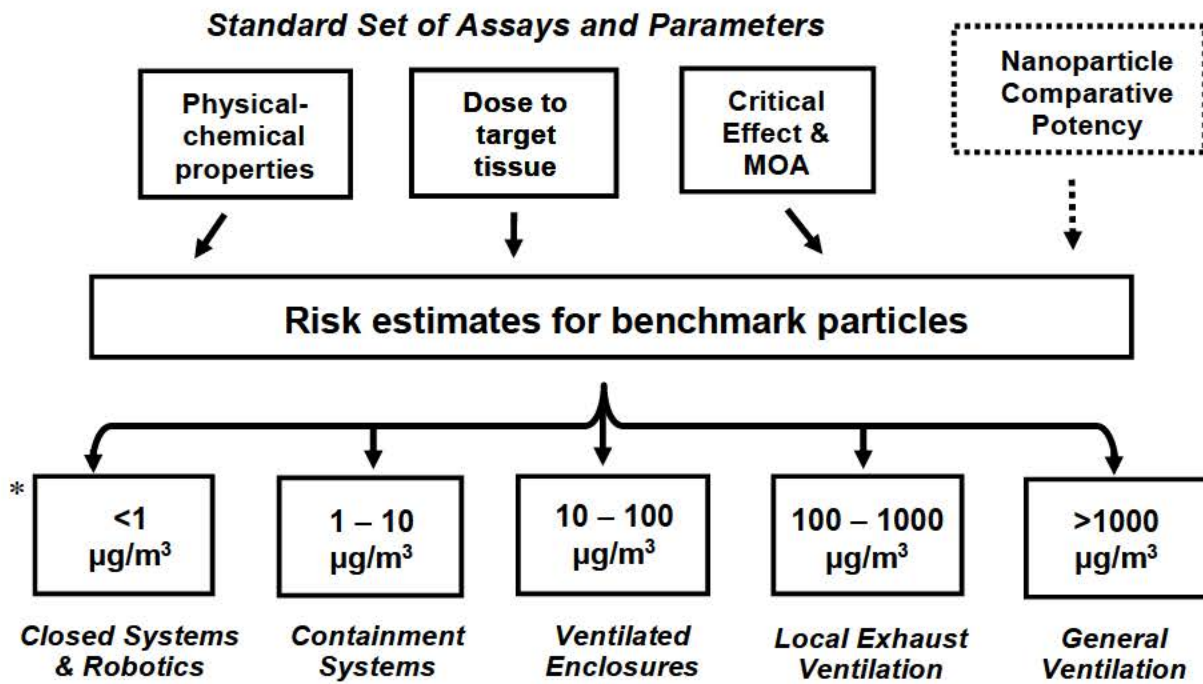 Standard Set of Assays and Parameters
Physical-
chemical
properties
Dose to
target
tissue
Critical
Effect &
MOA
Nanoparticle
Comparative
Potency
Risk estimates for benchmark particles
*
<1
µg/m³
1 – 10
µg/m³
10 – 100
µg/m³
100 – 1000
µg/m³
>1000
µg/m³
Closed Systems
& Robotics
Containment
Systems
Ventilated
Enclosures
Local Exhaust
Ventilation
General
Ventilation